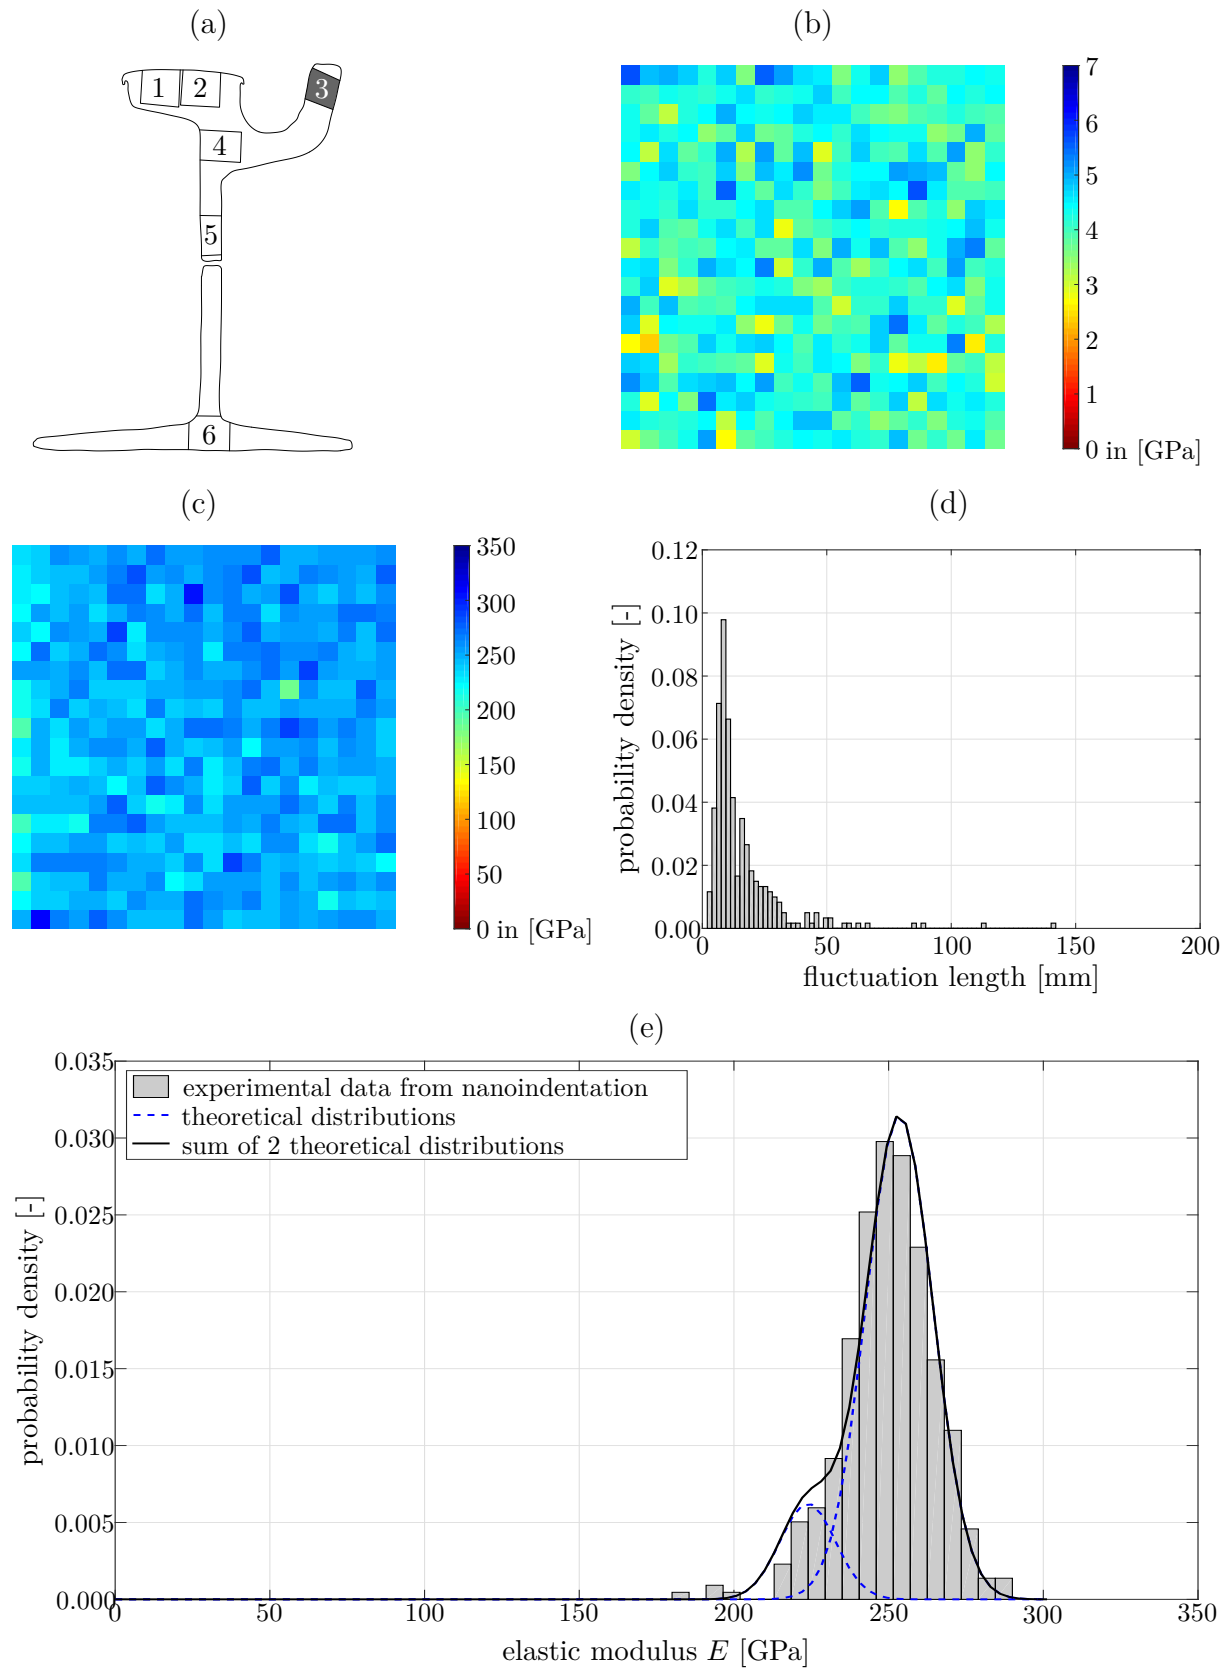 (a)
1 2 3
4
5
6
(b)
7
6
5
4
3
2
1
0 in [GPa]
(c)
350
300
250
200
150
100
50
0 in [GPa]
(d)
probability density [-]
0.12
0.10
0.08
0.06
0.04
0.02
0.00
0 50 100 150 200
fluctuation length [mm]
(e)
probability density [-]
0.035
0.030
0.025
0.020
0.015
0.010
0.005
0.000
experimental data from nanoindentation
theoretical distributions
sum of 2 theoretical distributions
0 50 100 150 200 250 300 350
elastic modulus E [GPa]